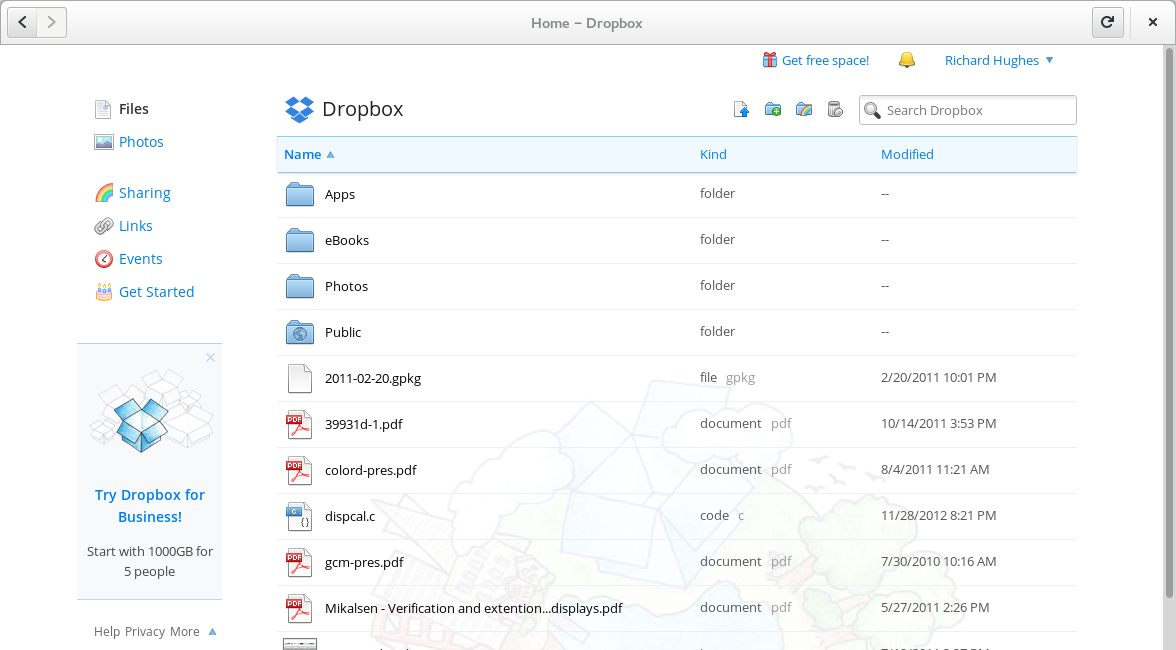 Home – Dropbox
Get free space!
Richard Hughes
Files
Photos
Sharing
Links
Events
Get Started
Try Dropbox for
Business!
Start with 1000GB for
5 people
Help Privacy More
Dropbox
Search Dropbox
Name Kind Modified
Apps folder --
eBooks folder --
Photos folder --
Public folder --
2011-02-20.gpkg file gpkg 2/20/2011 10:01 PM
PDF 39931d-1.pdf document pdf 10/14/2011 3:53 PM
PDF colord-pres.pdf document pdf 8/4/2011 11:21 AM
C {} dispcal.c code c 11/28/2012 8:21 PM
PDF gcm-pres.pdf document pdf 7/30/2010 10:16 AM
PDF Mikalsen - Verification and extention...displays.pdf document pdf 5/27/2011 2:26 PM